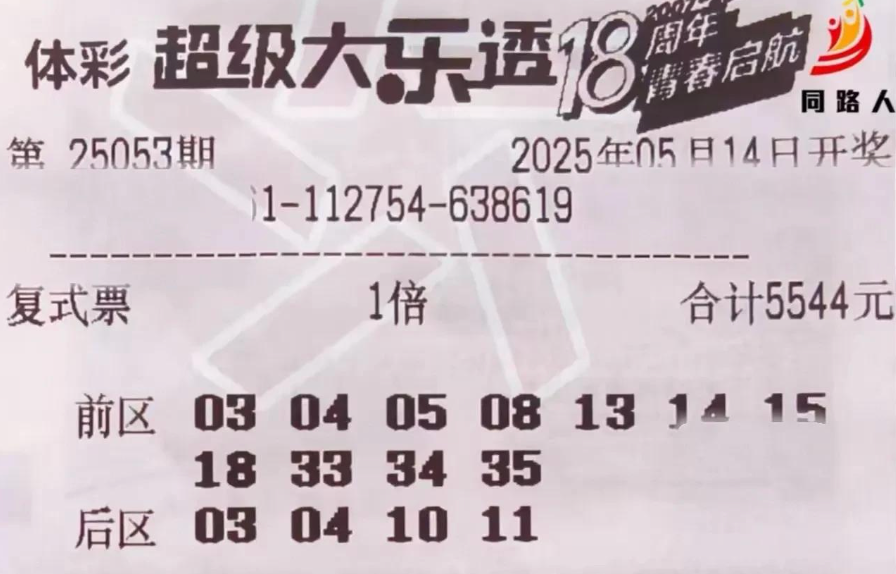 体彩 超级大乐透 18周年 青春启航
同路人
第 25053期 2025年05月14日开奖
1-112754-638619
复式票 1倍 合计5544元
前区 03 04 05 08 13 14 15
18 33 34 35
后区 03 04 10 11